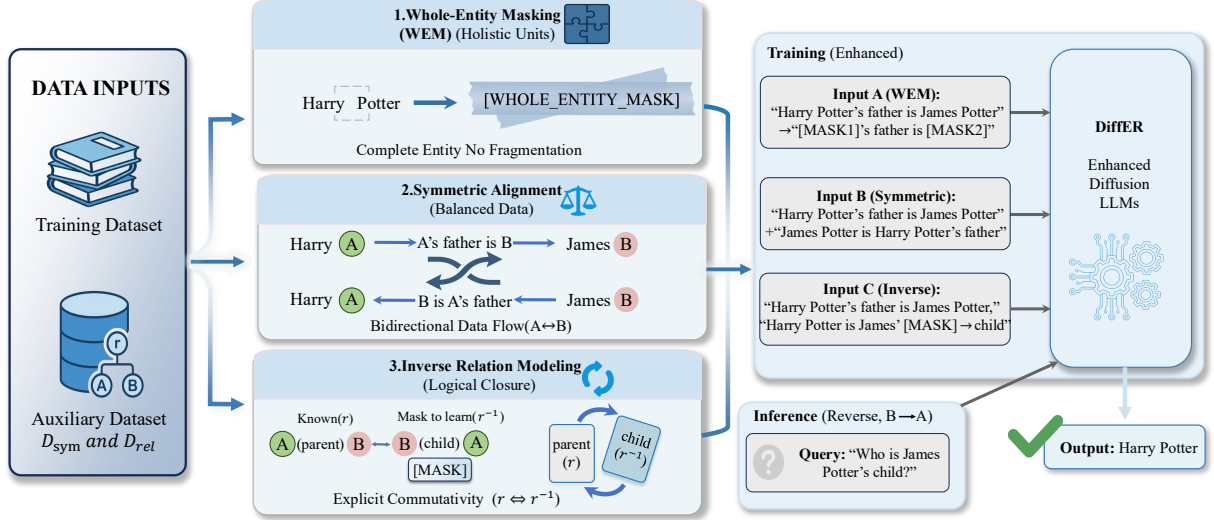 DATA INPUTS
Training Dataset
r
A B
Auxiliary Dataset
D_sym and D_rel
1.Whole-Entity Masking
(WEM) (Holistic Units)
Harry Potter
[WHOLE_ENTITY_MASK]
Complete Entity No Fragmentation
2.Symmetric Alignment
(Balanced Data)
Harry A A's father is B James B
Harry A B is A's father James B
Bidirectional Data Flow(A↔B)
3.Inverse Relation Modeling
(Logical Closure)
Known(r) Mask to learn(r⁻¹)
A (parent) B B (child) A
[MASK]
parent
(r)
child
(r⁻¹)
Explicit Commutativity (r ⇔ r⁻¹)
Training (Enhanced)
Input A (WEM):
“Harry Potter’s father is James Potter”
→“[MASK1]’s father is [MASK2]”
Input B (Symmetric):
“Harry Potter’s father is James Potter”
+“James Potter is Harry Potter’s father”
Input C (Inverse):
“Harry Potter’s father is James Potter,”
“Harry Potter is James’ [MASK]→child”
DiffER
Enhanced
Diffusion
LLMs
Inference (Reverse, B→A)
?
Query: “Who is James
Potter’s child?”
Output: Harry Potter